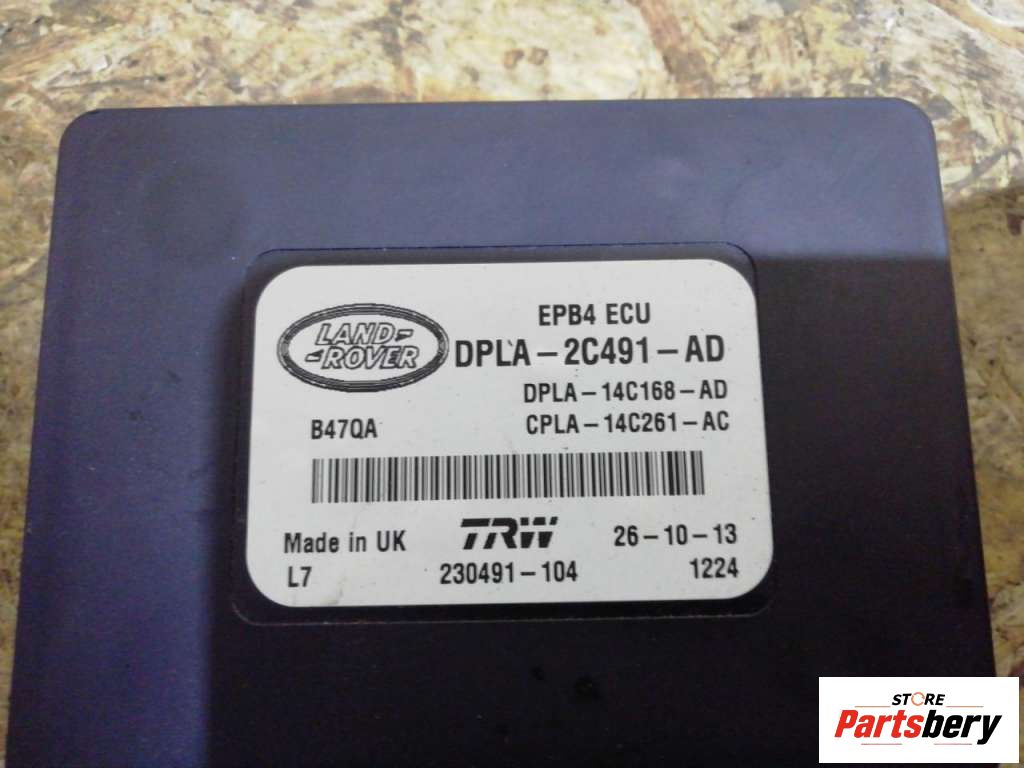 LAND-
-ROVER
EPB4 ECU
DPLA-2C491-AD
DPLA-14C168-AD
B47QA
CPLA-14C261-AC
Made in UK
TRW
26-10-13
L7
230491-104
1224
STORE
Partsbery